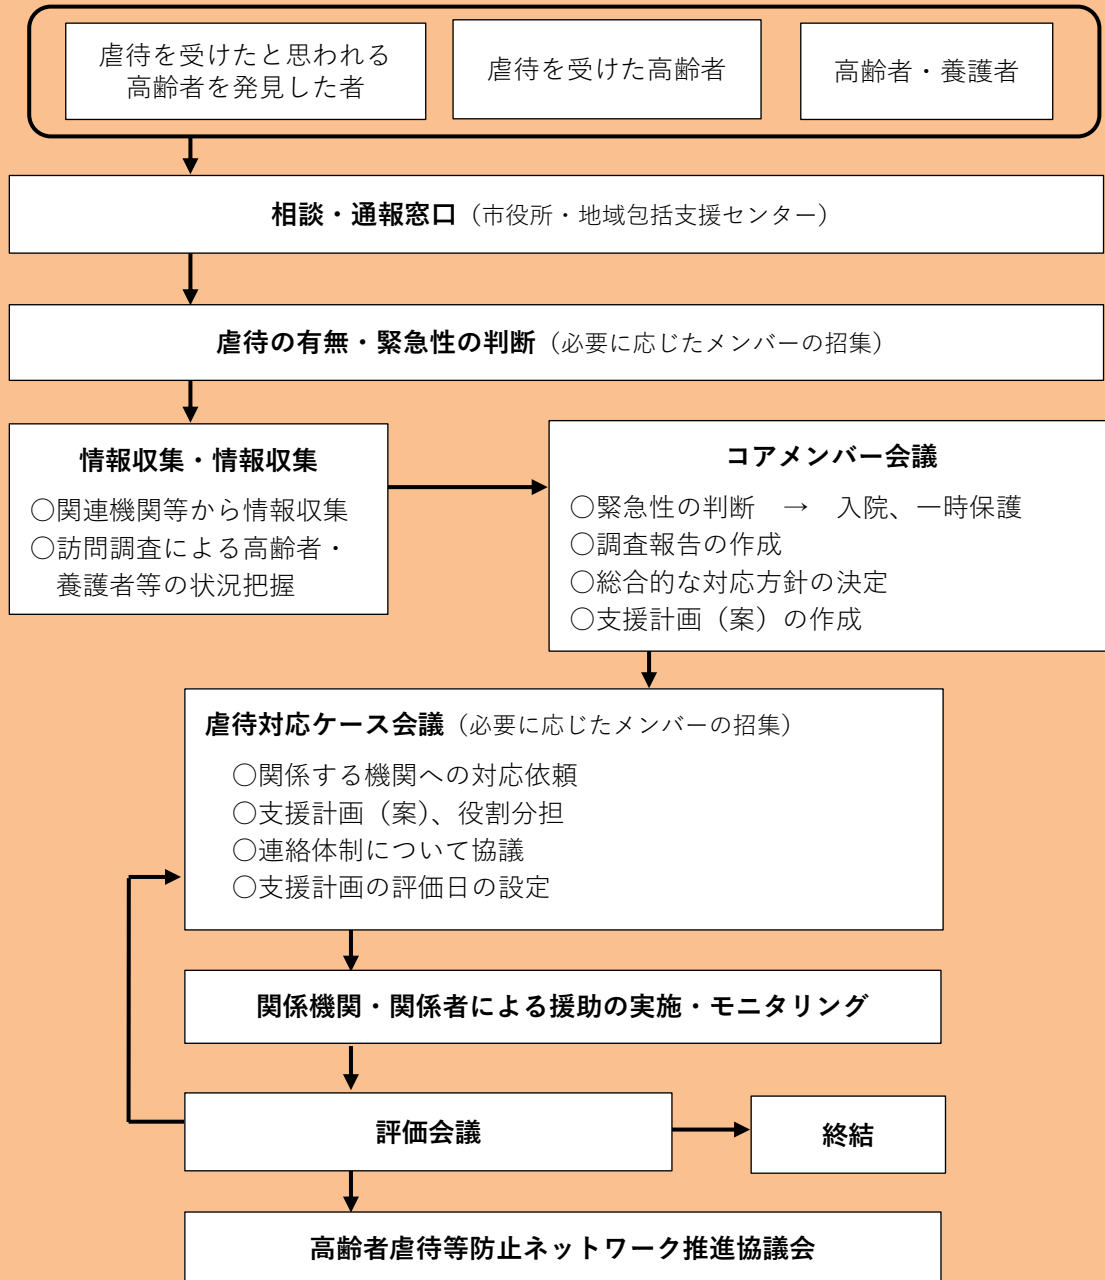 虐待を受けたと思われる
高齢者を発見した者
虐待を受けた高齢者
高齢者・養護者
相談・通報窓口（市役所・地域包括支援センター）
虐待の有無・緊急性の判断（必要に応じたメンバーの招集）
情報収集・情報収集
○関連機関等から情報収集
○訪問調査による高齢者・
養護者等の状況把握
コアメンバー会議
○緊急性の判断　→　入院、一時保護
○調査報告の作成
○総合的な対応方針の決定
○支援計画（案）の作成
虐待対応ケース会議（必要に応じたメンバーの招集）
○関係する機関への対応依頼
○支援計画（案）、役割分担
○連絡体制について協議
○支援計画の評価日の設定
関係機関・関係者による援助の実施・モニタリング
評価会議
終結
高齢者虐待等防止ネットワーク推進協議会